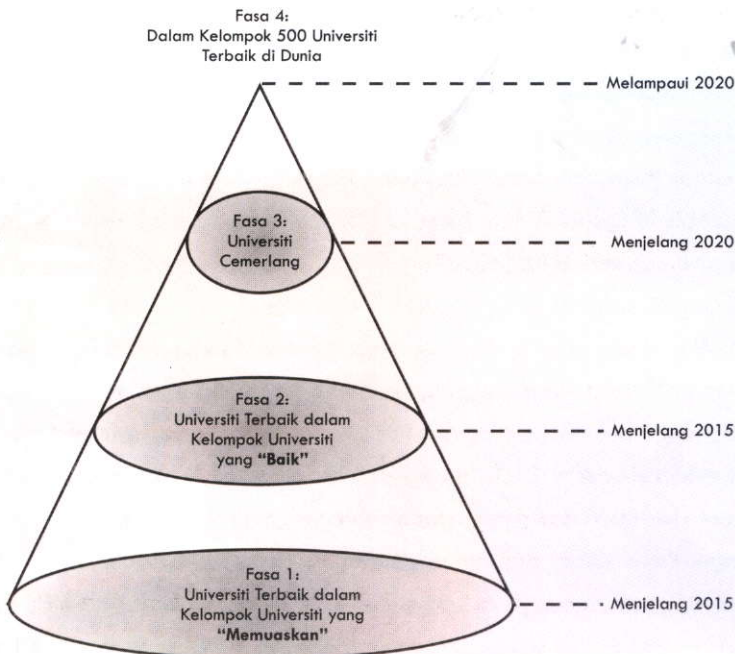 Fasa 4:
Dalam Kelompok 500 Universiti
Terbaik di Dunia
Melampaui 2020
Fasa 3:
Universiti
Cemerlang
Menjelang 2020
Fasa 2:
Universiti Terbaik dalam
Kelompok Universiti
yang "Baik"
Menjelang 2015
Fasa 1:
Universiti Terbaik dalam
Kelompok Universiti yang
"Memuaskan"
Menjelang 2015